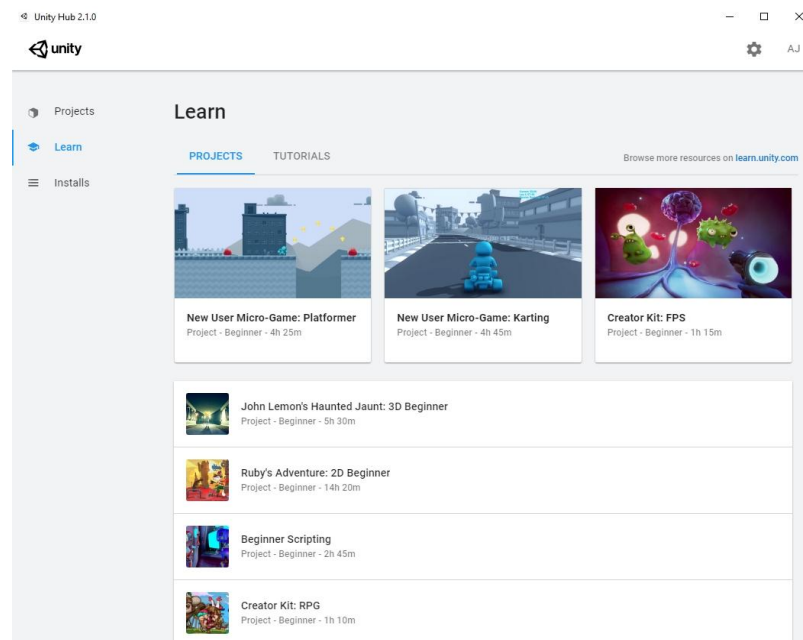 Unity Hub 2.1.0
unity
AJ
Projects
Learn
Installs
Learn
PROJECTS
TUTORIALS
Browse more resources on learn.unity.com
New User Micro-Game: Platformer
Project - Beginner - 4h 25m
New User Micro-Game: Karting
Project - Beginner - 4h 45m
Creator Kit: FPS
Project - Beginner - 1h 15m
John Lemon's Haunted Jaunt: 3D Beginner
Project - Beginner - 5h 30m
Ruby's Adventure: 2D Beginner
Project - Beginner - 14h 20m
Beginner Scripting
Project - Beginner - 2h 45m
Creator Kit: RPG
Project - Beginner - 1h 10m